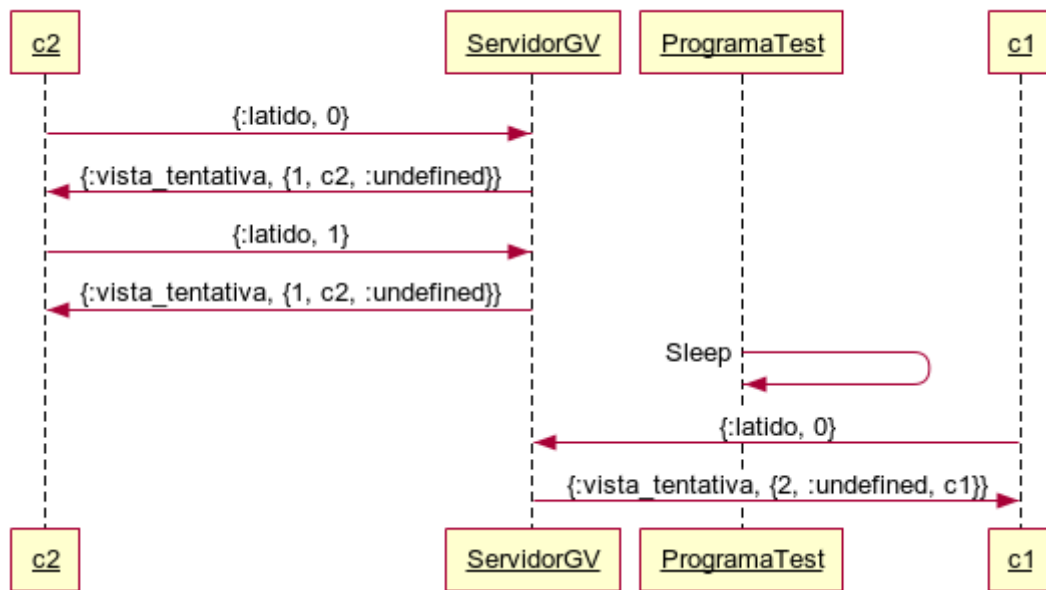 c2 ServidorGV ProgramaTest c1
{:latido, 0}
{:vista_tentativa, {1, c2, :undefined}}
{:latido, 1}
{:vista_tentativa, {1, c2, :undefined}}
Sleep
{:latido, 0}
{:vista_tentativa, {2, :undefined, c1}}
c2 ServidorGV ProgramaTest c1